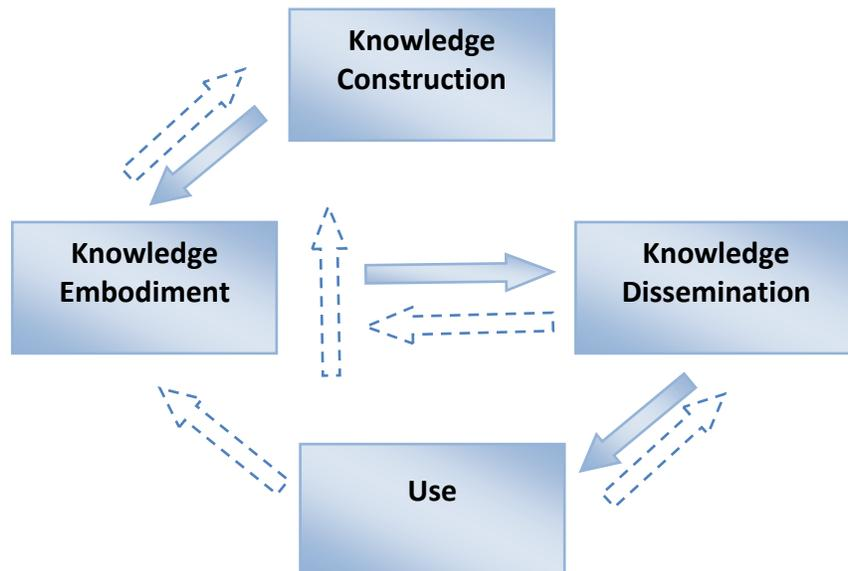 Knowledge
Construction
Knowledge
Embodiment
Knowledge
Dissemination
Use